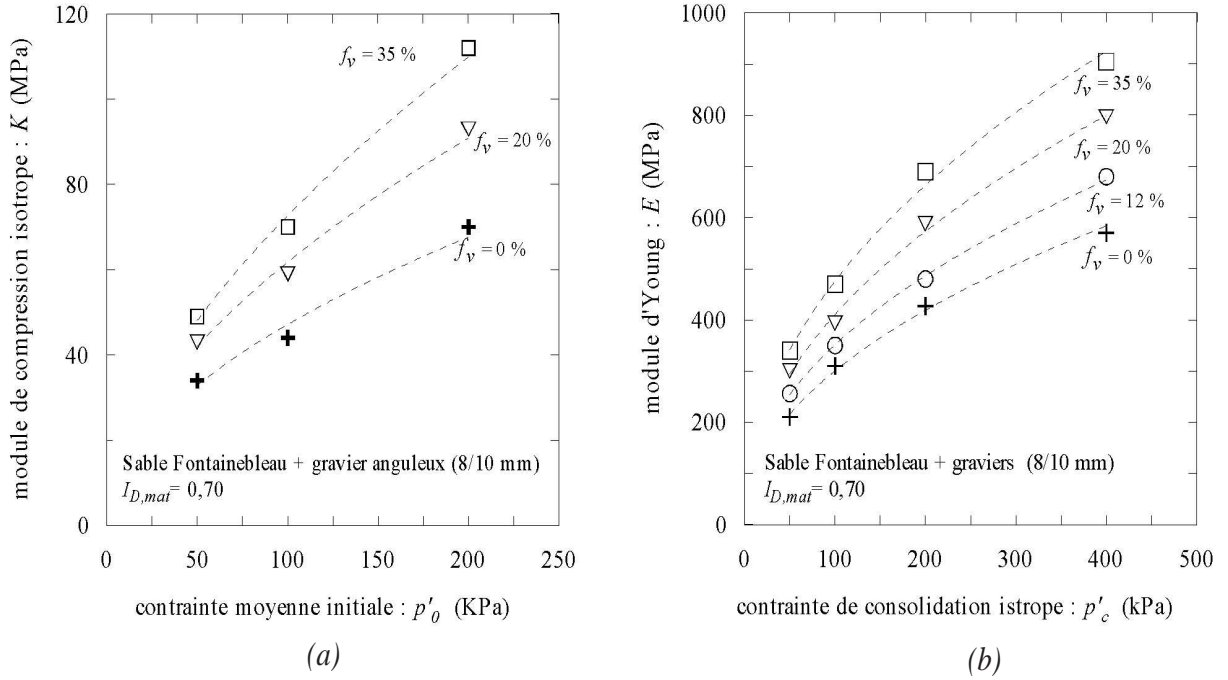 module de compression isotrope : K (MPa)
120
80
40
0
f_v = 35 %
f_v = 20 %
f_v = 0 %
Sable Fontainebleau + gravier anguleux (8/10 mm)
I_{D,mat}= 0,70
0 50 100 150 200 250
contrainte moyenne initiale : p'_0 (KPa)
(a)
module d'Young : E (MPa)
1000
800
600
400
200
0
f_v = 35 %
f_v = 20 %
f_v = 12 %
f_v = 0 %
Sable Fontainebleau + graviers (8/10 mm)
I_{D,mat}= 0,70
0 100 200 300 400 500
contrainte de consolidation istrope : p'_c (kPa)
(b)